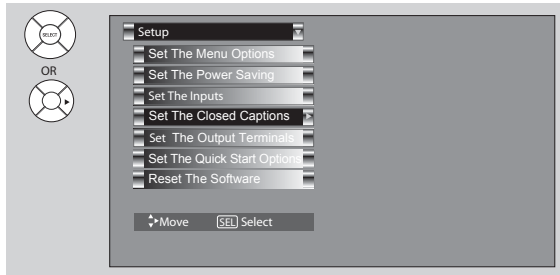 SELECT
OR
Setup
Set The Menu Options
Set The Power Saving
Set The Inputs
Set The Closed Captions
Set The Output Terminals
Set The Quick Start Options
Reset The Software
Move SEL Select